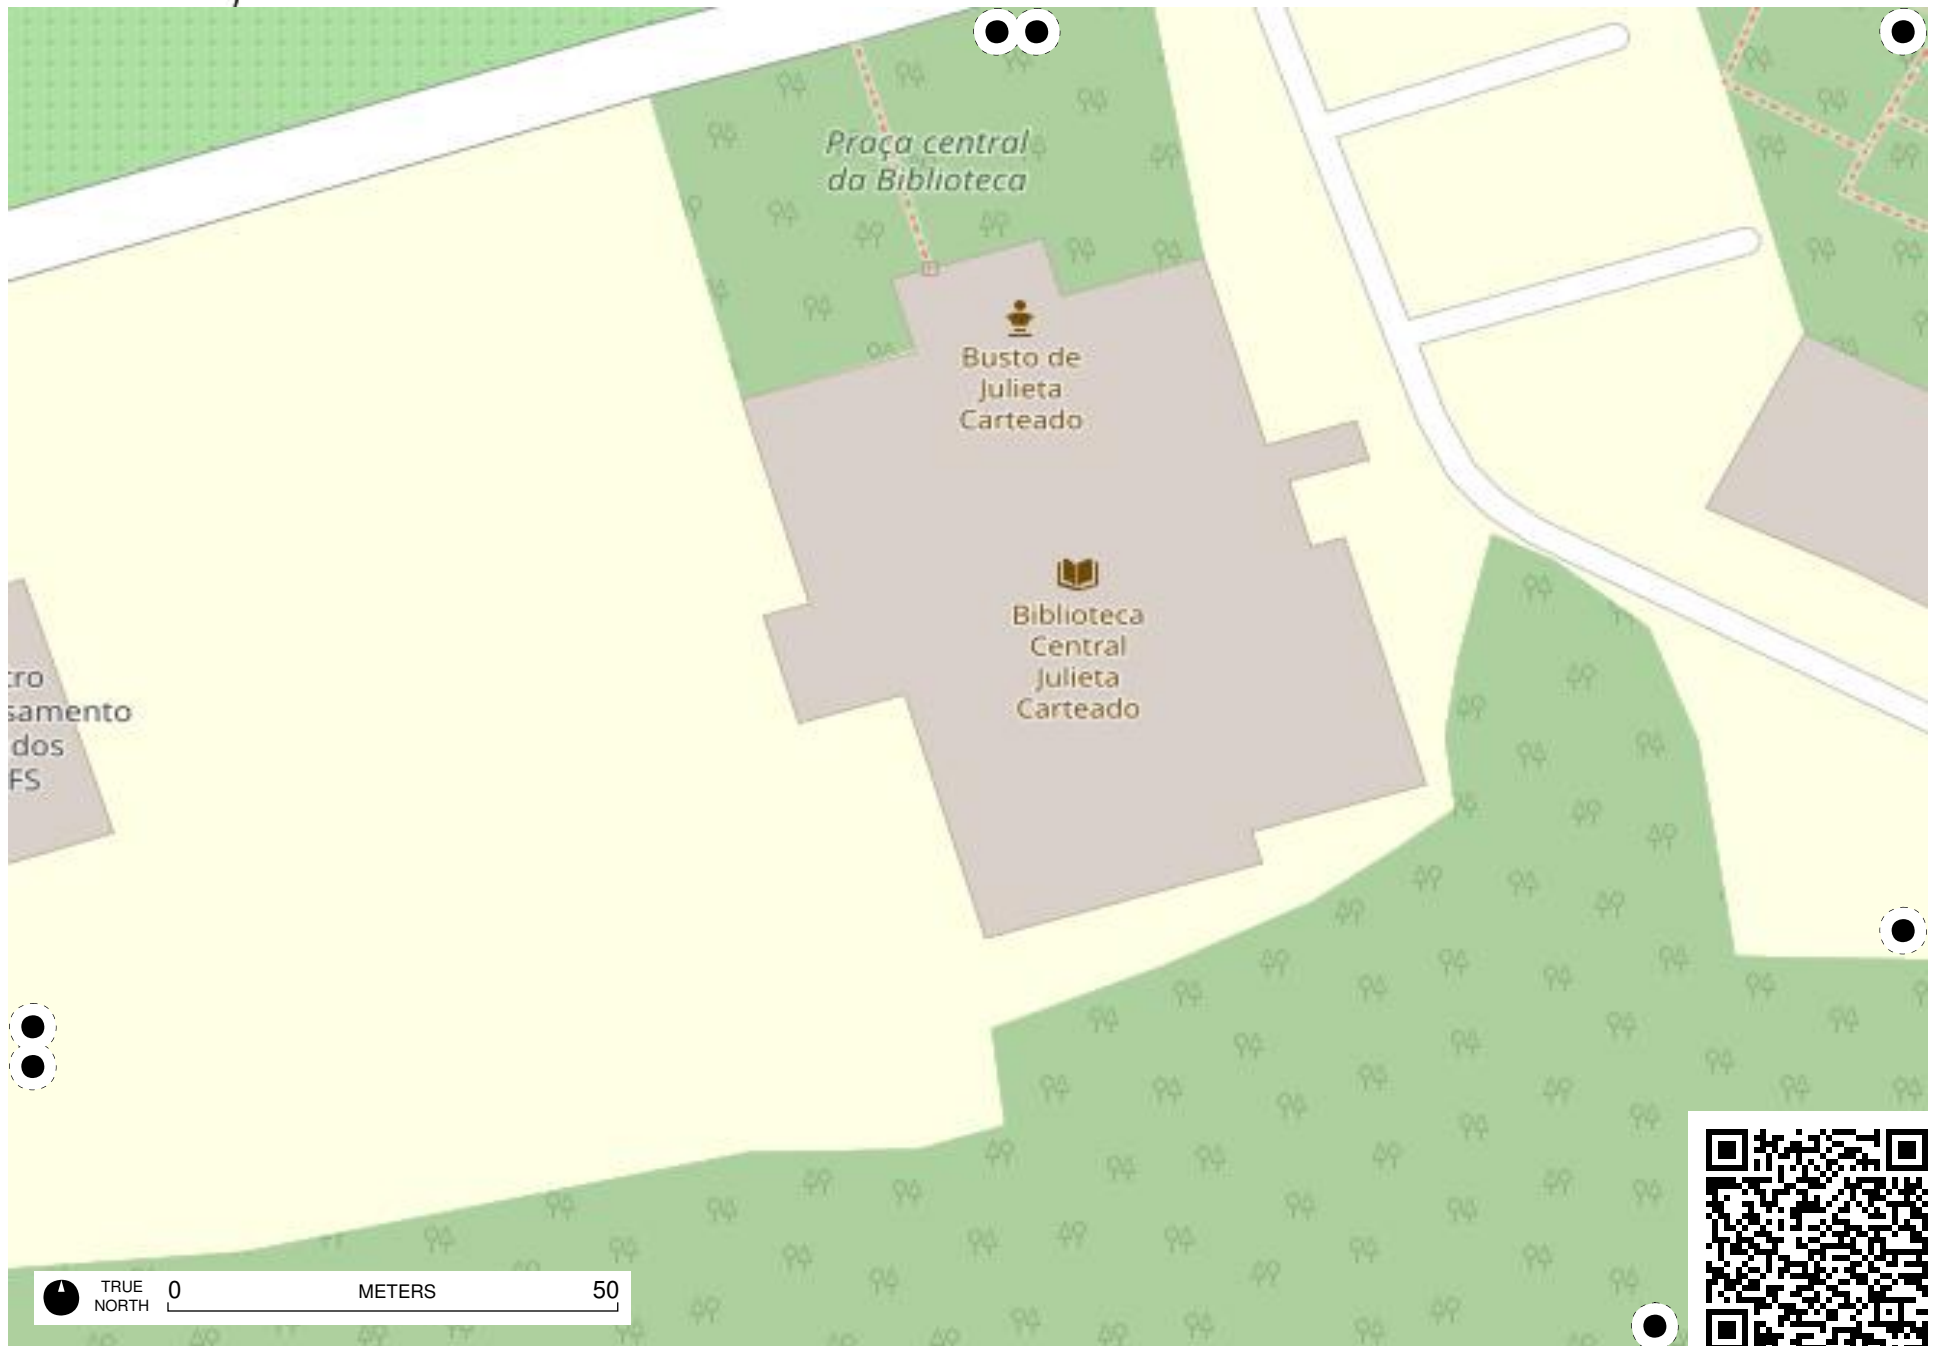 Praça central
da Biblioteca
Busto de
Julieta
Carteado
Biblioteca
Central
Julieta
Carteado
tro
samento
dos
FS
TRUE
NORTH
0 METERS 50